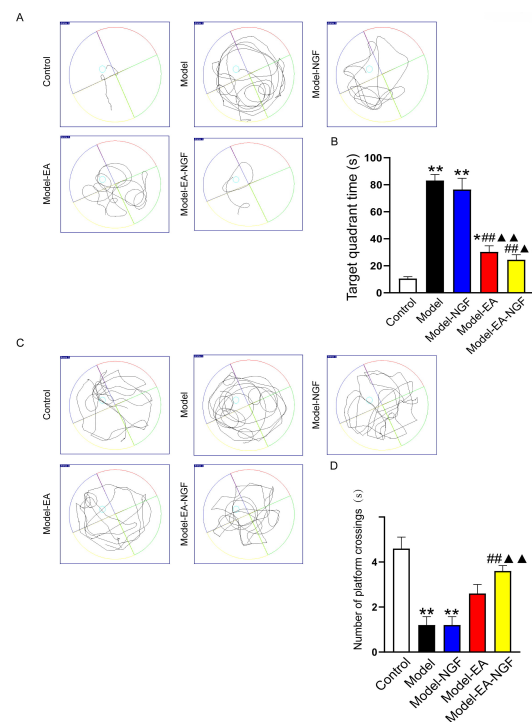 A
Control
Model
Model-NGF
Model-EA
Model-EA-NGF
B
Target quadrant time (s)
100
80
60
40
20
0
**
**
*##▲▲
##▲
Control
Model
Model-NGF
Model-EA
Model-EA-NGF
C
Control
Model
Model-NGF
Model-EA
Model-EA-NGF
D
Number of platform crossings（s）
4
2
0
**
**
##▲▲
Control
Model
Model-NGF
Model-EA
Model-EA-NGF